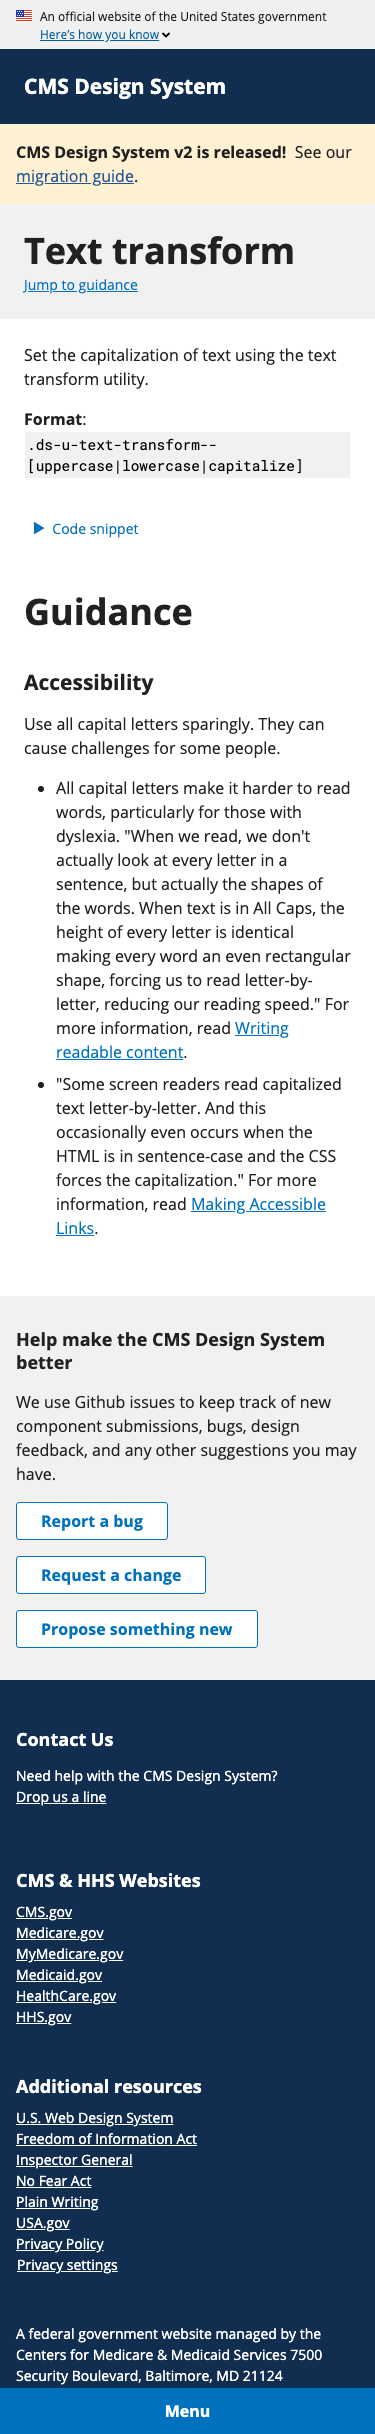 An official website of the United States government
Here's how you know
CMS Design System
CMS Design System v2 is released! See our
migration guide.
Text transform
Jump to guidance
Set the capitalization of text using the text
transform utility.
Format:
.ds-u-text-transform--
[uppercase|lowercase|capitalize]
Code snippet
Guidance
Accessibility
Use all capital letters sparingly. They can
cause challenges for some people.
All capital letters make it harder to read
words, particularly for those with
dyslexia. "When we read, we don't
actually look at every letter in a
sentence, but actually the shapes of
the words. When text is in All Caps, the
height of every letter is identical
making every word an even rectangular
shape, forcing us to read letter-by-
letter, reducing our reading speed." For
more information, read Writing
readable content.
"Some screen readers read capitalized
text letter-by-letter. And this
occasionally even occurs when the
HTML is in sentence-case and the CSS
forces the capitalization." For more
information, read Making Accessible
Links.
Help make the CMS Design System
better
We use Github issues to keep track of new
component submissions, bugs, design
feedback, and any other suggestions you may
have.
Report a bug
Request a change
Propose something new
Contact Us
Need help with the CMS Design System?
Drop us a line
CMS & HHS Websites
CMS.gov
Medicare.gov
MyMedicare.gov
Medicaid.gov
HealthCare.gov
HHS.gov
Additional resources
U.S. Web Design System
Freedom of Information Act
Inspector General
No Fear Act
Plain Writing
USA.gov
Privacy Policy
Privacy settings
A federal government website managed by the
Centers for Medicare & Medicaid Services 7500
Security Boulevard, Baltimore, MD 21124
Menu